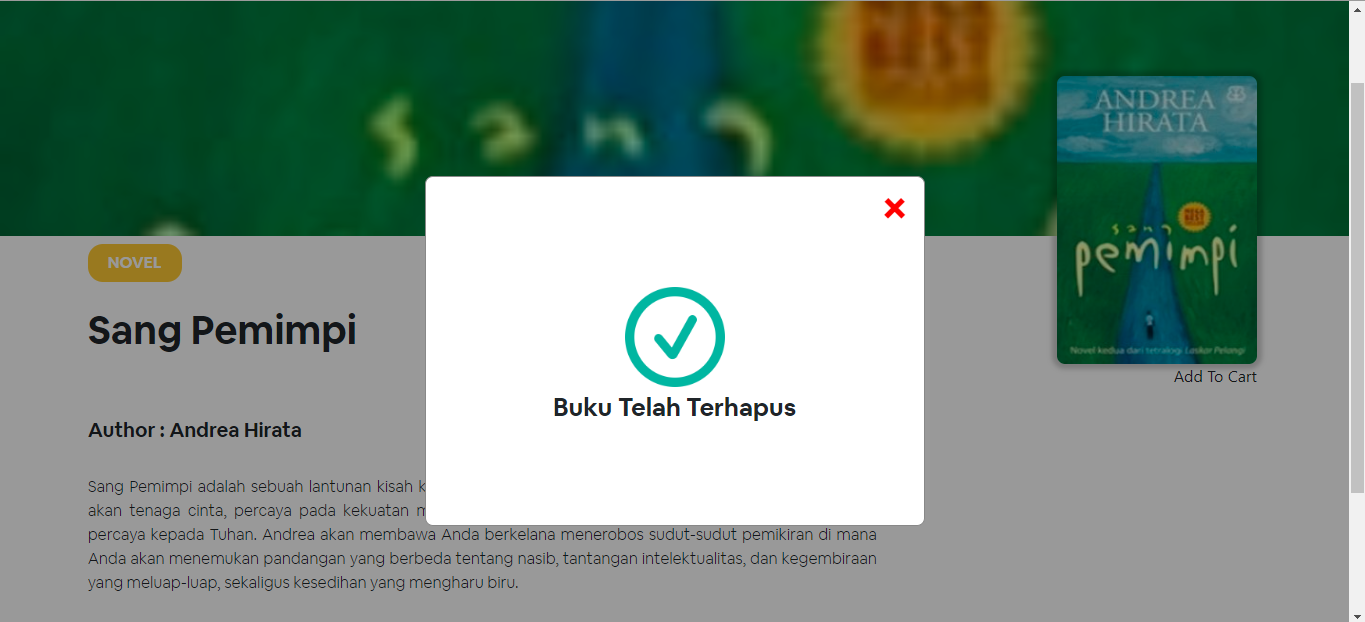 sang
ANDREA
HIRATA
MEGA
BEST
sang
pemimpi
Novel kedua dari tetralogi Laskar Pelangi
Add To Cart
NOVEL
Sang Pemimpi
Author : Andrea Hirata
Sang Pemimpi adalah sebuah lantunan kisah k
akan tenaga cinta, percaya pada kekuatan m
percaya kepada Tuhan. Andrea akan membawa Anda berkelana menerobos sudut-sudut pemikiran di mana
Anda akan menemukan pandangan yang berbeda tentang nasib, tantangan intelektualitas, dan kegembiraan
yang meluap-luap, sekaligus kesedihan yang mengharu biru.
Buku Telah Terhapus